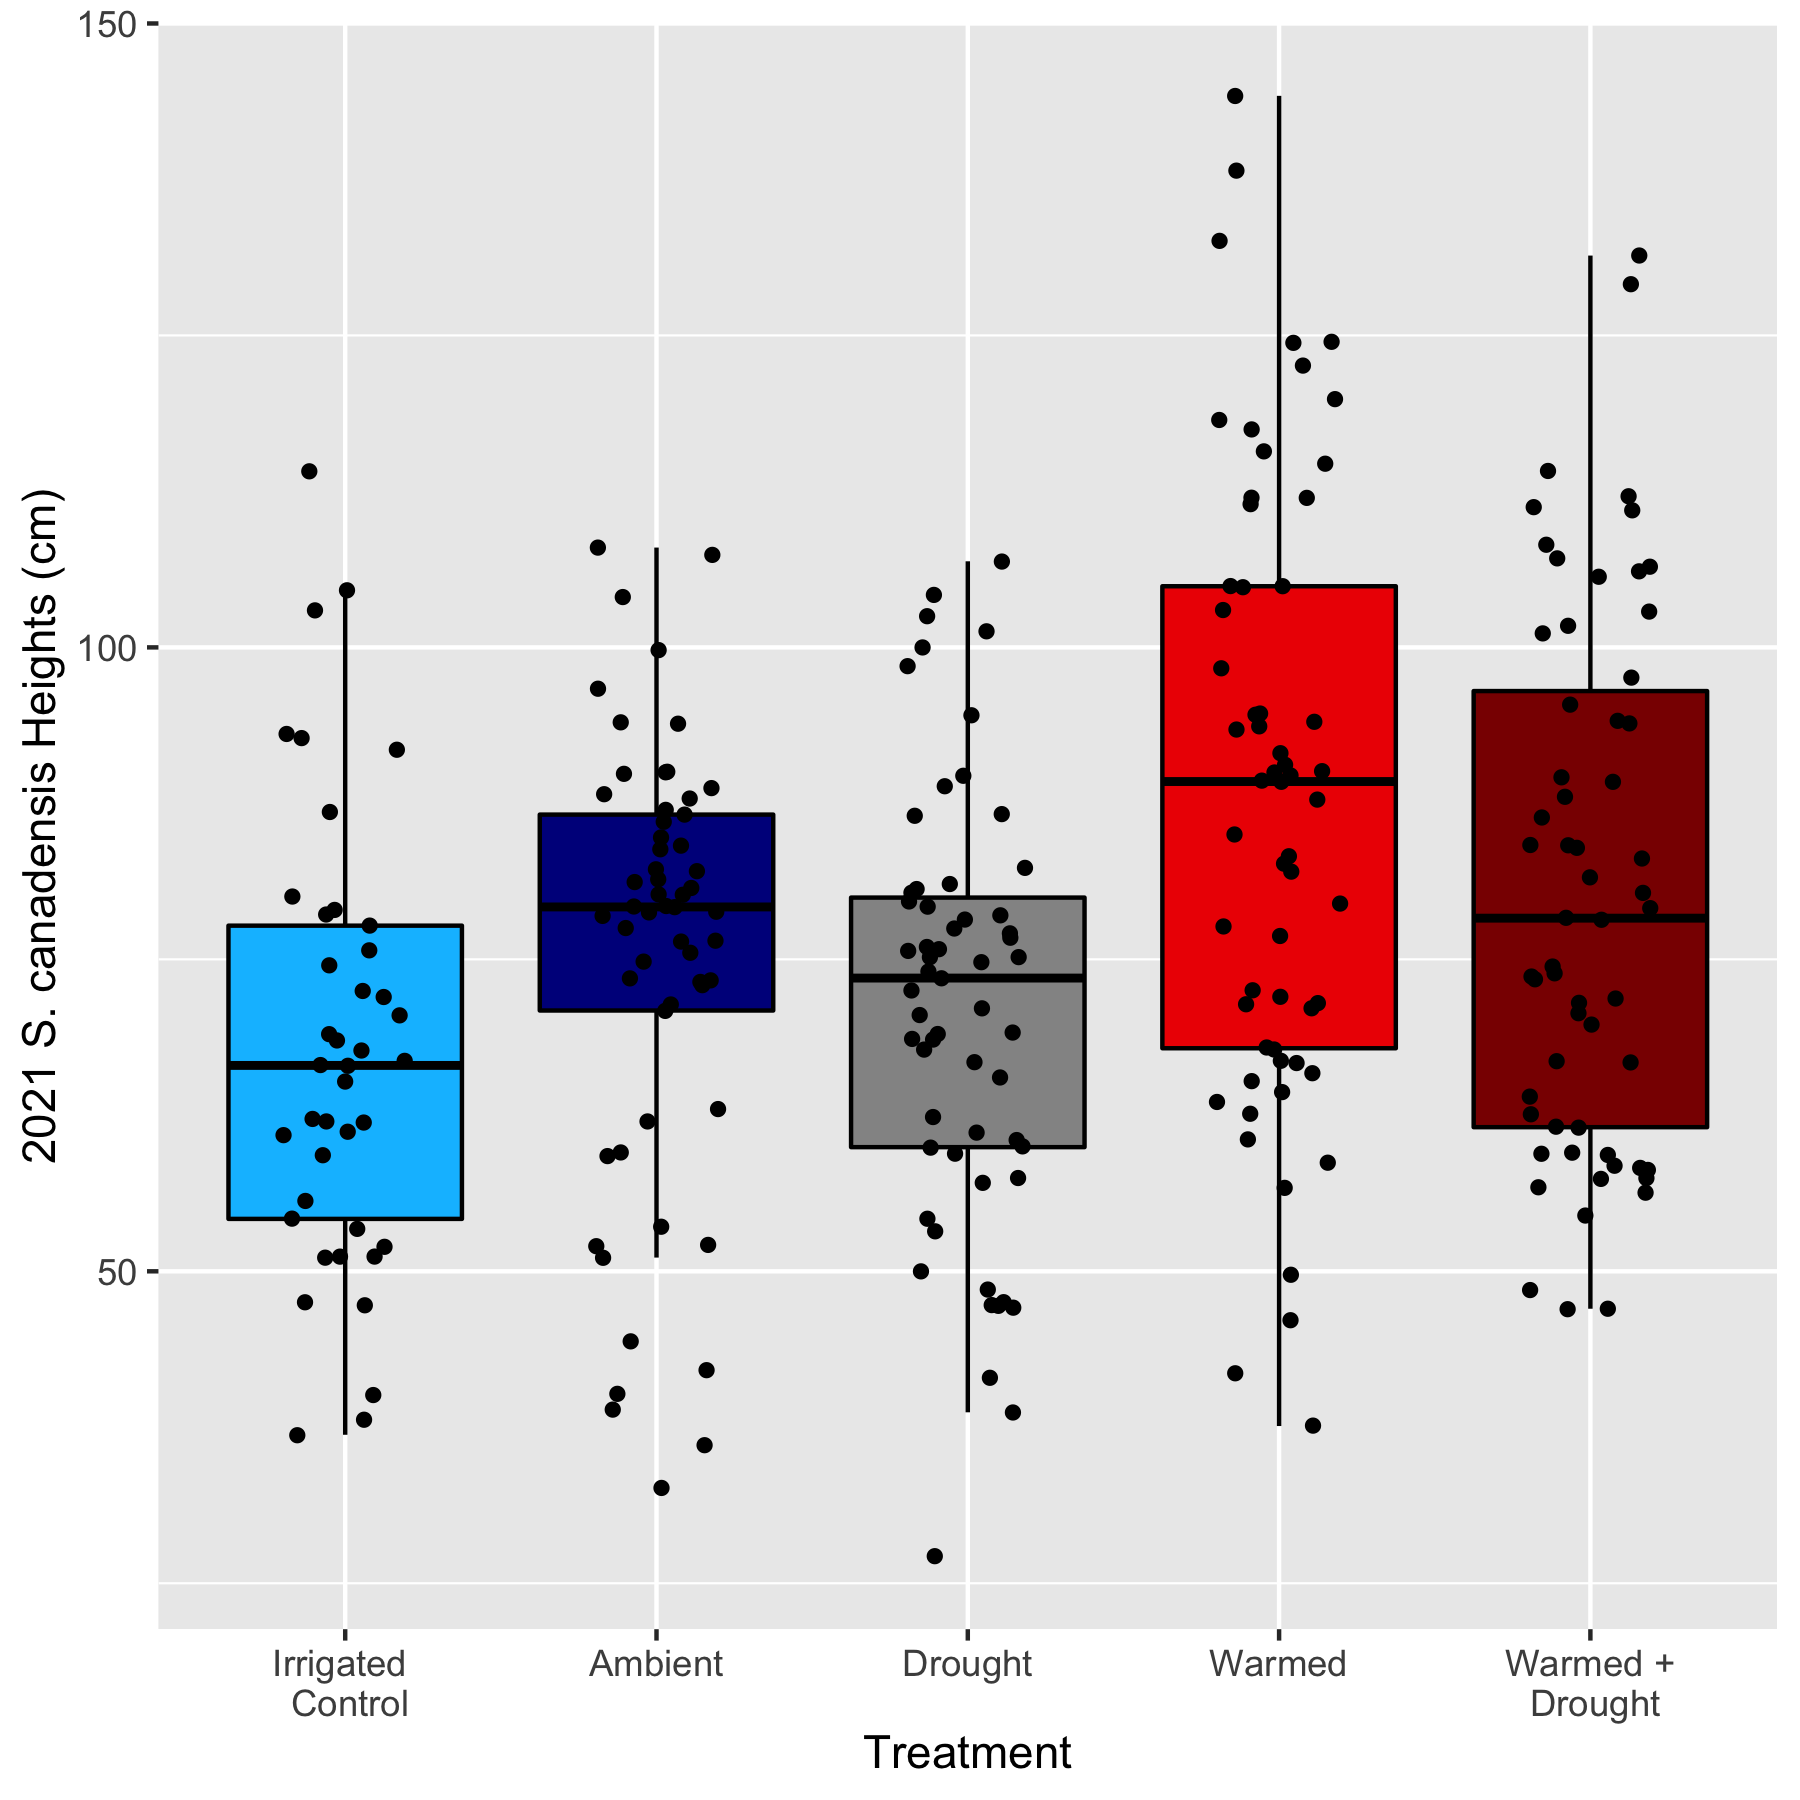 2021 S. canadensis Heights (cm)
150
100
50
Irrigated
Control
Ambient
Drought
Warmed
Warmed +
Drought
Treatment